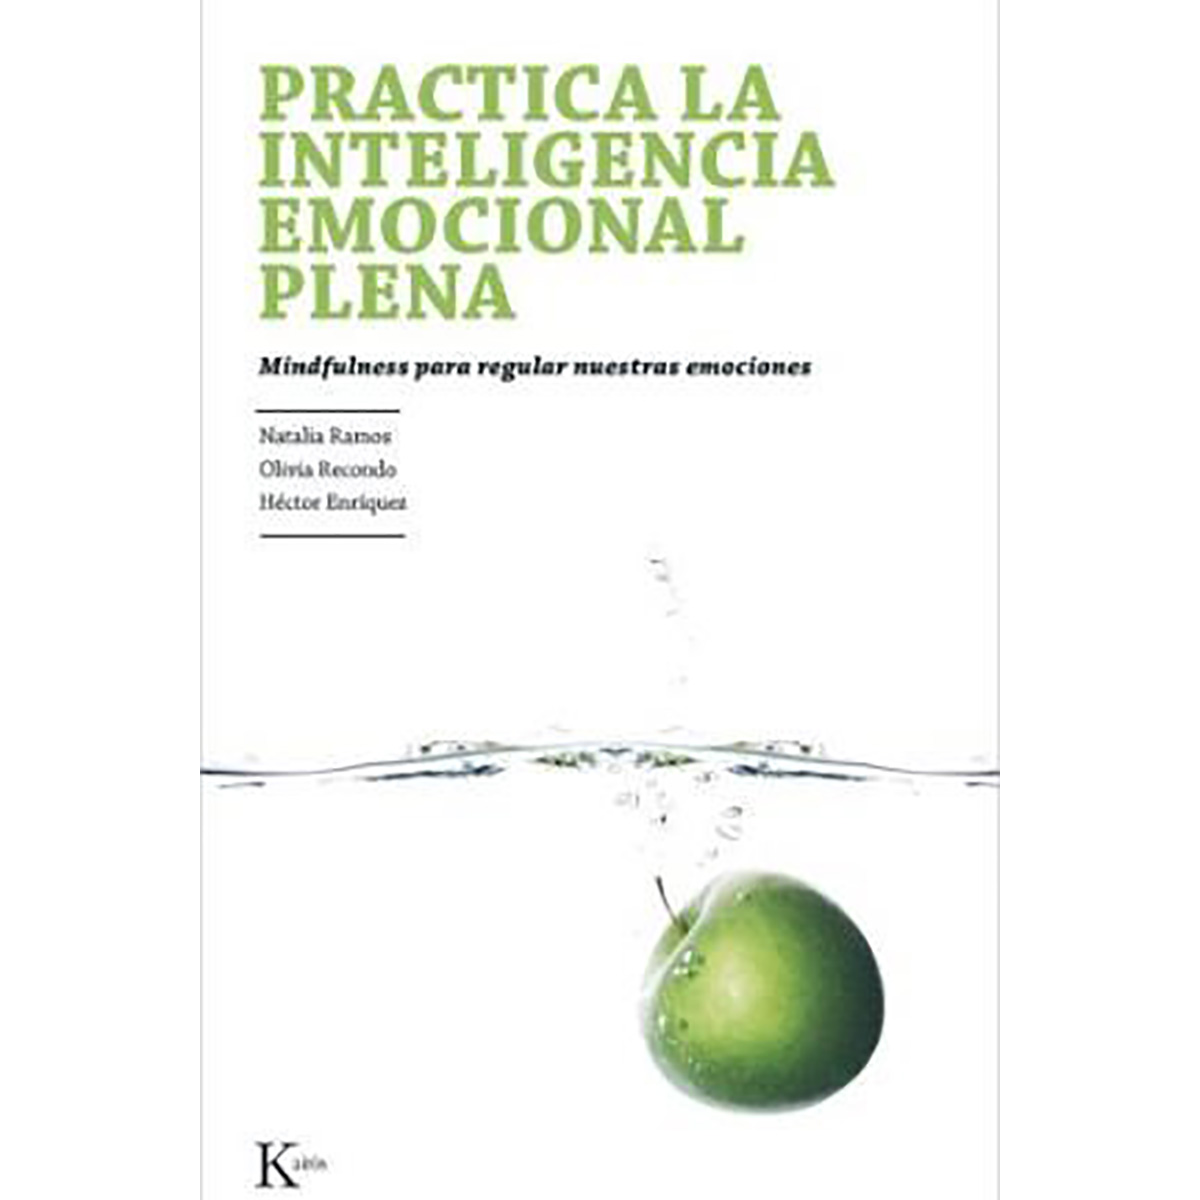 PRACTICA LA
INTELIGENCIA
EMOCIONAL
PLENA
Mindfulness para regular nuestras emociones
Natalia Ramos
Olivia Recondo
Héctor Enríquez
Kairós